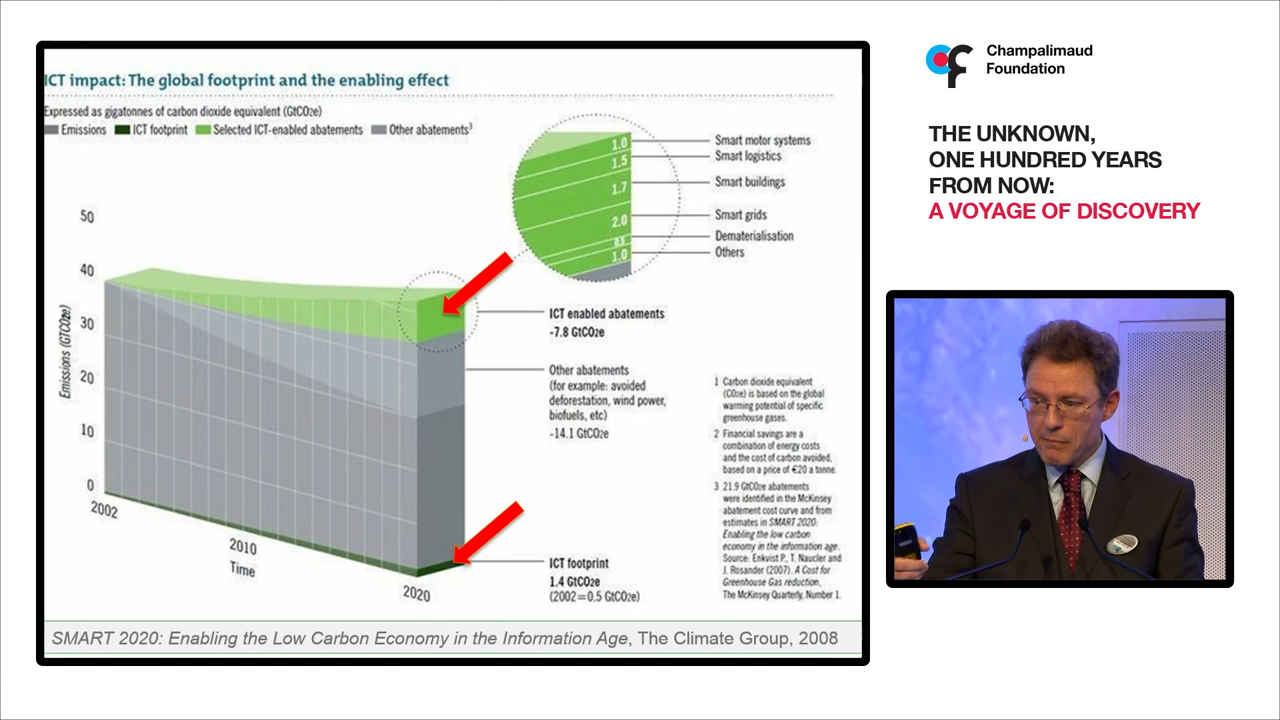 ICT impact: The global footprint and the enabling effect
Expressed as gigatonnes of carbon dioxide equivalent (GtCO2e)
Emissions
ICT footprint
Selected ICT-enabled abatements
Other abatements3
1.0
1.5
1.7
2.0
0.5
1.0
Smart motor systems
Smart logistics
Smart buildings
Smart grids
Dematerialisation
Others
Emissions (GTCO2e)
50
40
30
20
10
0
2002
2010
2020
Time
ICT enabled abatements
-7.8 GtCO2e
Other abatements
(for example: avoided
deforestation, wind power,
biofuels, etc)
-14.1 GtCO2e
ICT footprint
1.4 GtCO2e
(2002=0.5 GtCO2e)
1 Carbon dioxide equivalent
(CO2e) is based on the global
warming potential of specific
greenhouse gases.
2 Financial savings are a
combination of energy costs
and the cost of carbon avoided,
based on a price of €20 a tonne.
3 21.9 GtCO2e abatements
were identified in the McKinsey
abatement cost curve and from
estimates in SMART 2020:
Enabling the low carbon
economy in the information age.
Source: Enkvist P., T. Naucler and
J. Rosander (2007). A Cost for
Greenhouse Gas reduction,
The McKinsey Quarterly, Number 1.
SMART 2020: Enabling the Low Carbon Economy in the Information Age, The Climate Group, 2008
Champalimaud
Foundation
THE UNKNOWN,
ONE HUNDRED YEARS
FROM NOW:
A VOYAGE OF DISCOVERY